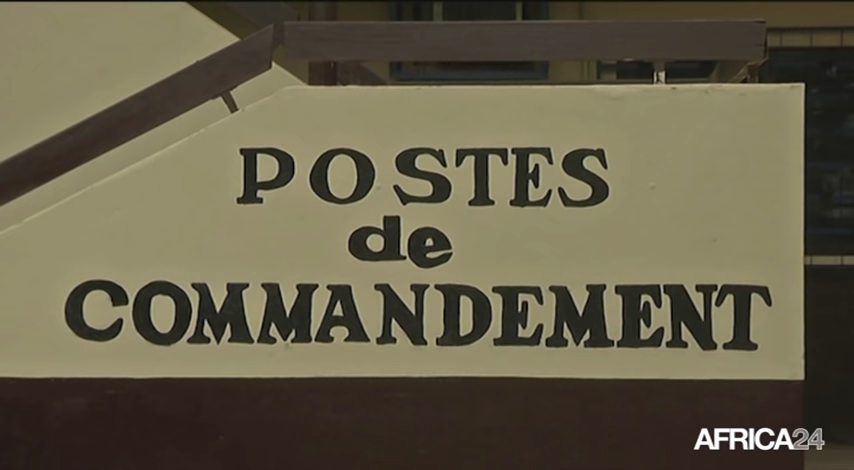 POSTES
de
COMMANDEMENT
AFRICA24